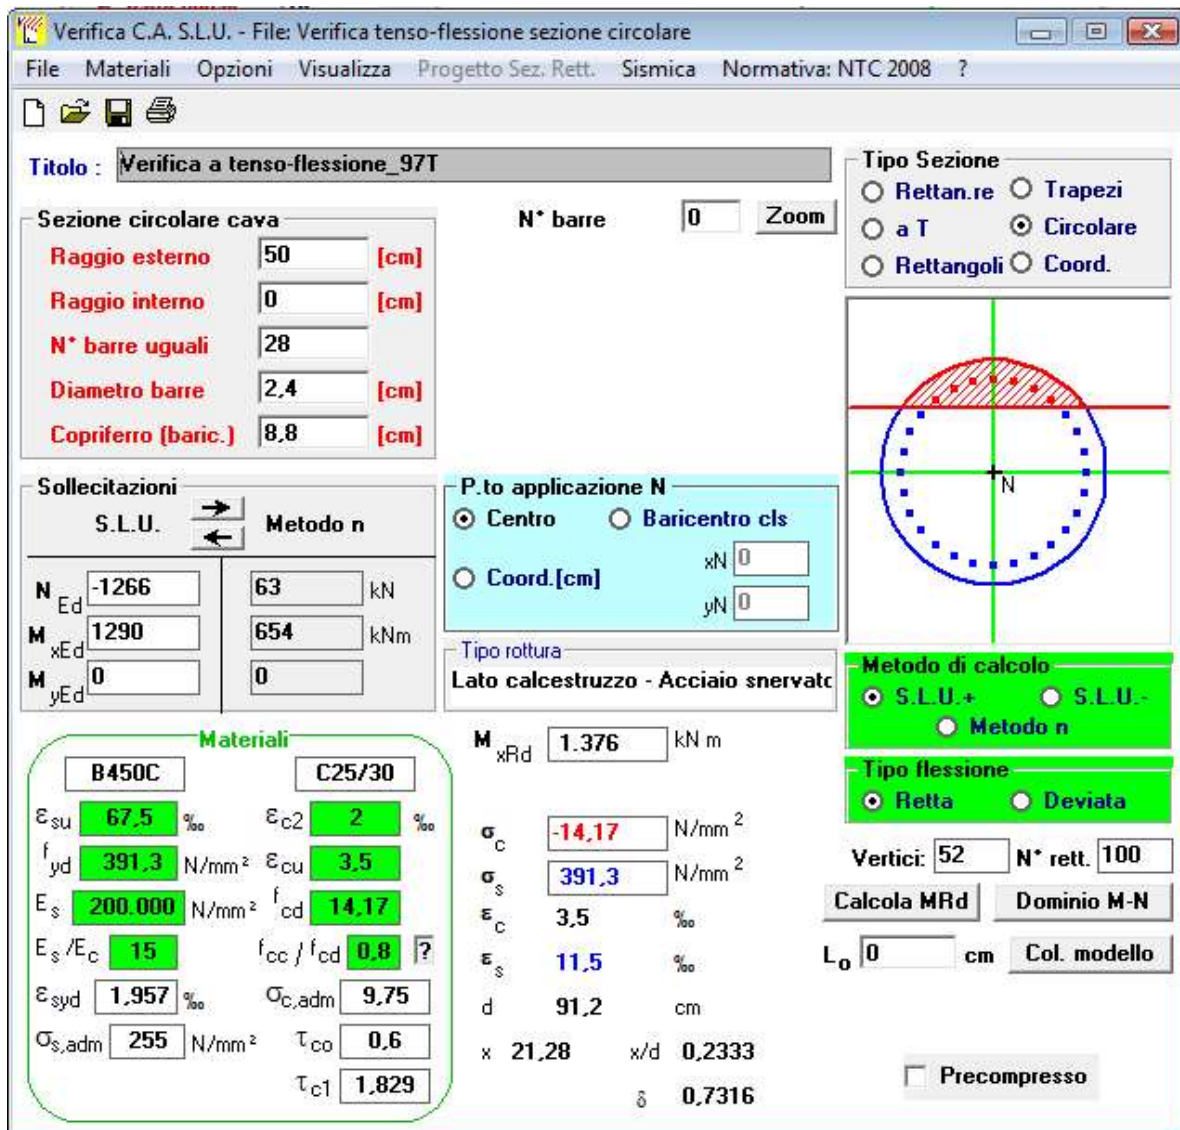 Verifica C.A. S.L.U. - File: Verifica tenso-flessione sezione circolare
File Materiali Opzioni Visualizza Progetto Sez. Rett. Sismica Normativa: NTC 2008 ?
Titolo : Verifica a tenso-flessione_97T
Sezione circolare cava
Raggio esterno 50 [cm]
Raggio interno 0 [cm]
N° barre uguali 28
Diametro barre 2,4 [cm]
Copriferro (baric.) 8,8 [cm]
N° barre 0 Zoom
Tipo Sezione
Rettan.re Trapezi
a T Circolare
Rettangoli Coord.
N
Sollecitazioni
S.L.U. Metodo n
N Ed -1266 63 kN
M xEd 1290 654 kNm
M yEd 0 0
P.to applicazione N
Centro Baricentro cls
Coord.[cm] xN 0
yN 0
Tipo rottura
Lato calcestruzzo - Acciaio snervato
Metodo di calcolo
S.L.U.+ S.L.U.-
Metodo n
Tipo flessione
Retta Deviata
Materiali
B450C C25/30
εsu 67,5 ‰ εc2 2 ‰
fyd 391,3 N/mm² εcu 3,5
Es 200.000 N/mm² fcd 14,17
Es /Ec 15 fcc / fcd 0,8 ?
εsyd 1,957 ‰ σc,adm 9,75
σs,adm 255 N/mm² τco 0,6
τc1 1,829
M xRd 1.376 kN m
σc -14,17 N/mm²
σs 391,3 N/mm²
εc 3,5 ‰
εs 11,5 ‰
d 91,2 cm
x 21,28 x/d 0,2333
δ 0,7316
Vertici: 52 N° rett. 100
Calcola MRd Dominio M-N
Lo 0 cm Col. modello
Precompresso